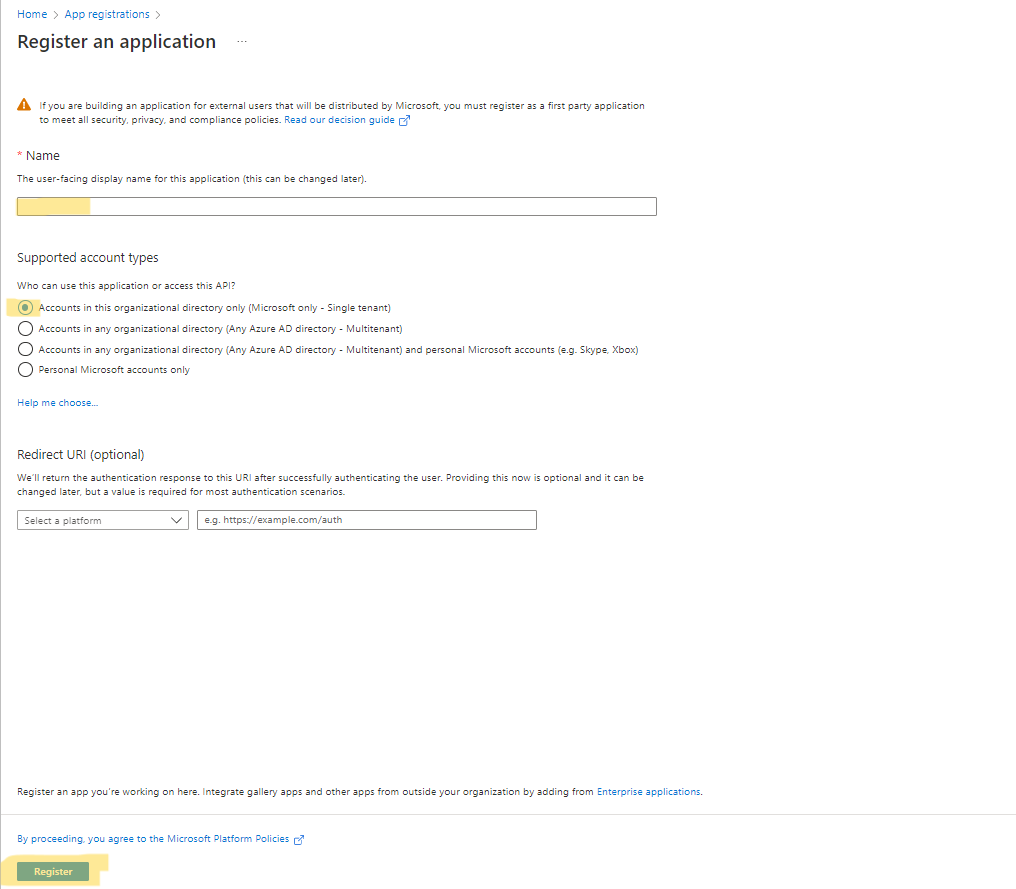 Home > App registrations >
Register an application ...
If you are building an application for external users that will be distributed by Microsoft, you must register as a first party application
to meet all security, privacy, and compliance policies. Read our decision guide
* Name
The user-facing display name for this application (this can be changed later).
Supported account types
Who can use this application or access this API?
Accounts in this organizational directory only (Microsoft only - Single tenant)
Accounts in any organizational directory (Any Azure AD directory - Multitenant)
Accounts in any organizational directory (Any Azure AD directory - Multitenant) and personal Microsoft accounts (e.g. Skype, Xbox)
Personal Microsoft accounts only
Help me choose...
Redirect URI (optional)
We'll return the authentication response to this URI after successfully authenticating the user. Providing this now is optional and it can be
changed later, but a value is required for most authentication scenarios.
Select a platform e.g. https://example.com/auth
Register an app you're working on here. Integrate gallery apps and other apps from outside your organization by adding from Enterprise applications.
By proceeding, you agree to the Microsoft Platform Policies
Register